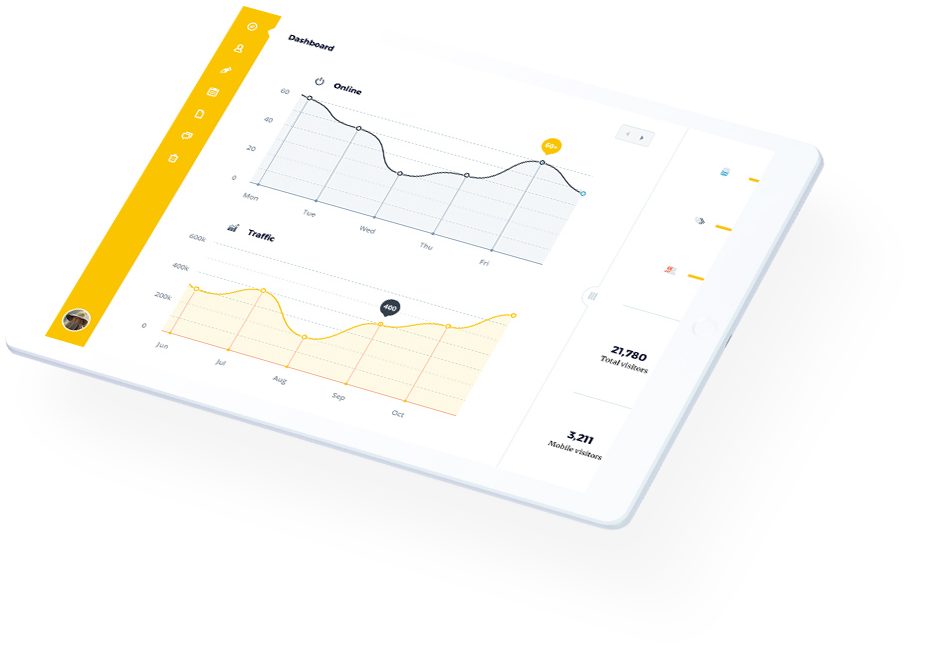 Dashboard
Online
60
40
20
0
60+
Mon
Tue
Wed
Thu
Fri
Traffic
600k
400k
200k
0
400
Jun
Jul
Aug
Sep
Oct
21,780
Total visitors
3,211
Mobile visitors